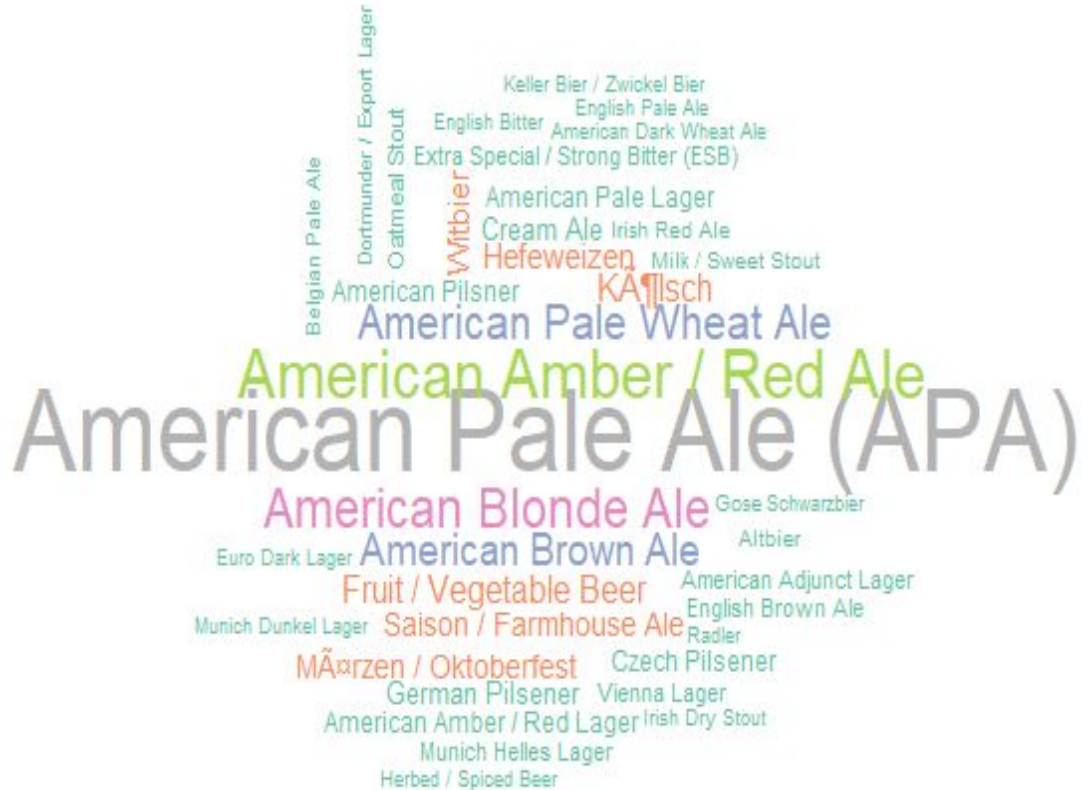 Dortmunder / Export Lager
Oatmeal Stout
Belgian Pale Ale
Keller Bier / Zwickel Bier
English Pale Ale
English Bitter
American Dark Wheat Ale
Extra Special / Strong Bitter (ESB)
Witbier
American Pale Lager
Cream Ale
Irish Red Ale
Hefeweizen
Milk / Sweet Stout
American Pilsner
KÃ¶lsch
American Pale Wheat Ale
American Amber / Red Ale
American Pale Ale (APA)
American Blonde Ale
Gose
Schwarzbier
Altbier
Euro Dark Lager
American Brown Ale
Fruit / Vegetable Beer
American Adjunct Lager
English Brown Ale
Munich Dunkel Lager
Saison / Farmhouse Ale
Radler
MÃ¤rzen / Oktoberfest
Czech Pilsener
German Pilsener
Vienna Lager
American Amber / Red Lager
Irish Dry Stout
Munich Helles Lager
Herbed / Spiced Beer